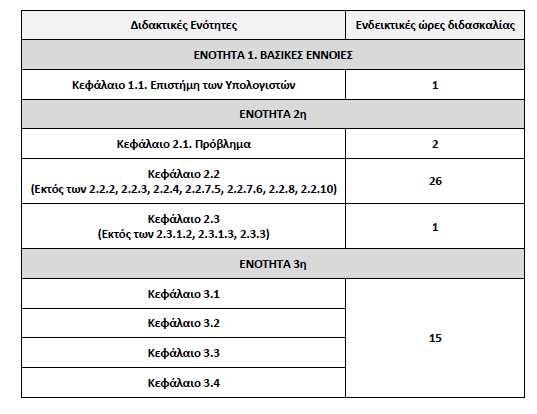 Διδακτικές Ενότητες Ενδεικτικές ώρες διδασκαλίας
ΕΝΟΤΗΤΑ 1. ΒΑΣΙΚΕΣ ΕΝΝΟΙΕΣ
Κεφάλαιο 1.1. Επιστήμη των Υπολογιστών 1
ΕΝΟΤΗΤΑ 2η
Κεφάλαιο 2.1. Πρόβλημα 2
Κεφάλαιο 2.2
(Εκτός των 2.2.2, 2.2.3, 2.2.4, 2.2.7.5, 2.2.7.6, 2.2.8, 2.2.10) 26
Κεφάλαιο 2.3
(Εκτός των 2.3.1.2, 2.3.1.3, 2.3.3) 1
ΕΝΟΤΗΤΑ 3η
Κεφάλαιο 3.1
Κεφάλαιο 3.2
Κεφάλαιο 3.3
Κεφάλαιο 3.4
15